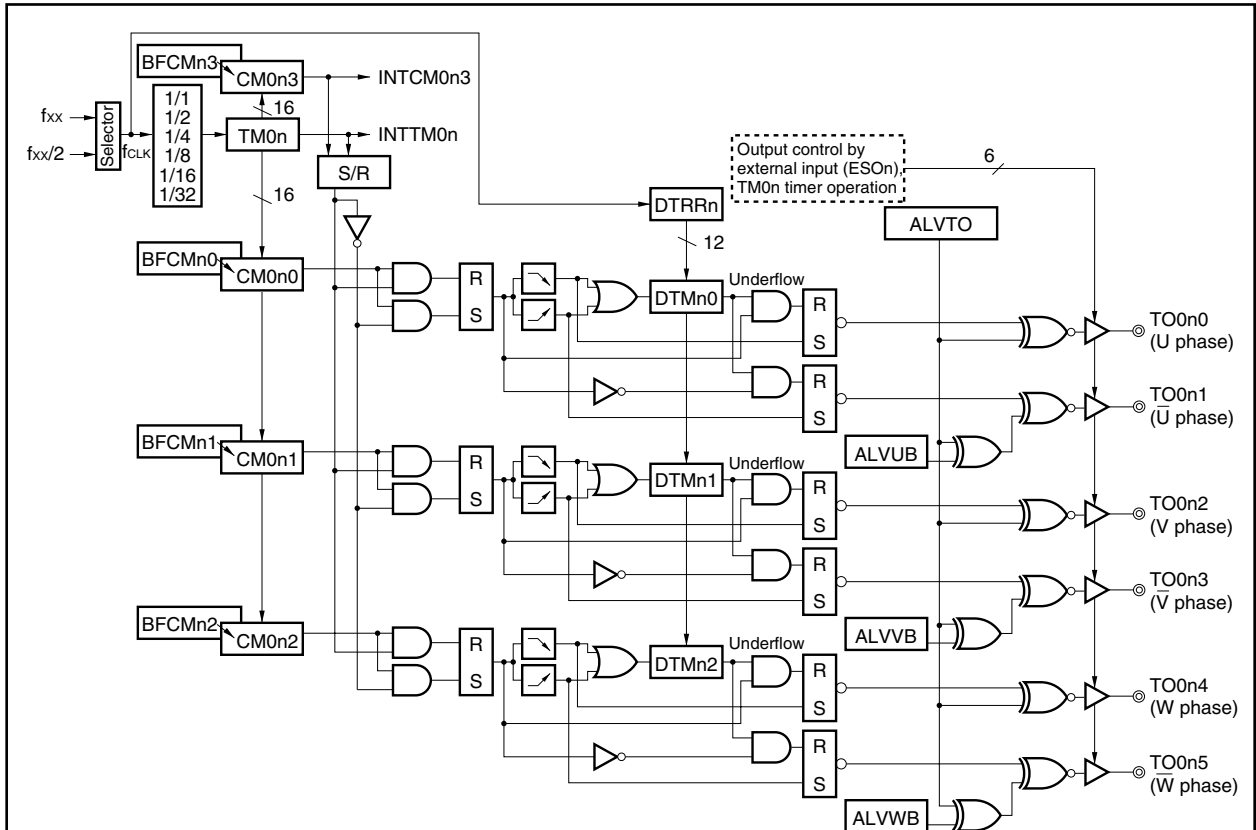 BFCMn3
CM0n3
INTCM0n3
fXX
fXX/2
Selector
fCLK
1/1
1/2
1/4
1/8
1/16
1/32
16
TM0n
INTTM0n
16
S/R
Output control by
external input (ESOn),
TM0n timer operation
6
DTRRn
12
ALVTO
BFCMn0
CM0n0
R
S
DTMn0
Underflow
R
S
TO0n0
(U phase)
R
S
TO0n1
(U̅ phase)
ALVUB
BFCMn1
CM0n1
R
S
DTMn1
Underflow
R
S
TO0n2
(V phase)
R
S
TO0n3
(V̅ phase)
ALVVB
BFCMn2
CM0n2
R
S
DTMn2
Underflow
R
S
TO0n4
(W phase)
R
S
TO0n5
(W̅ phase)
ALVWB